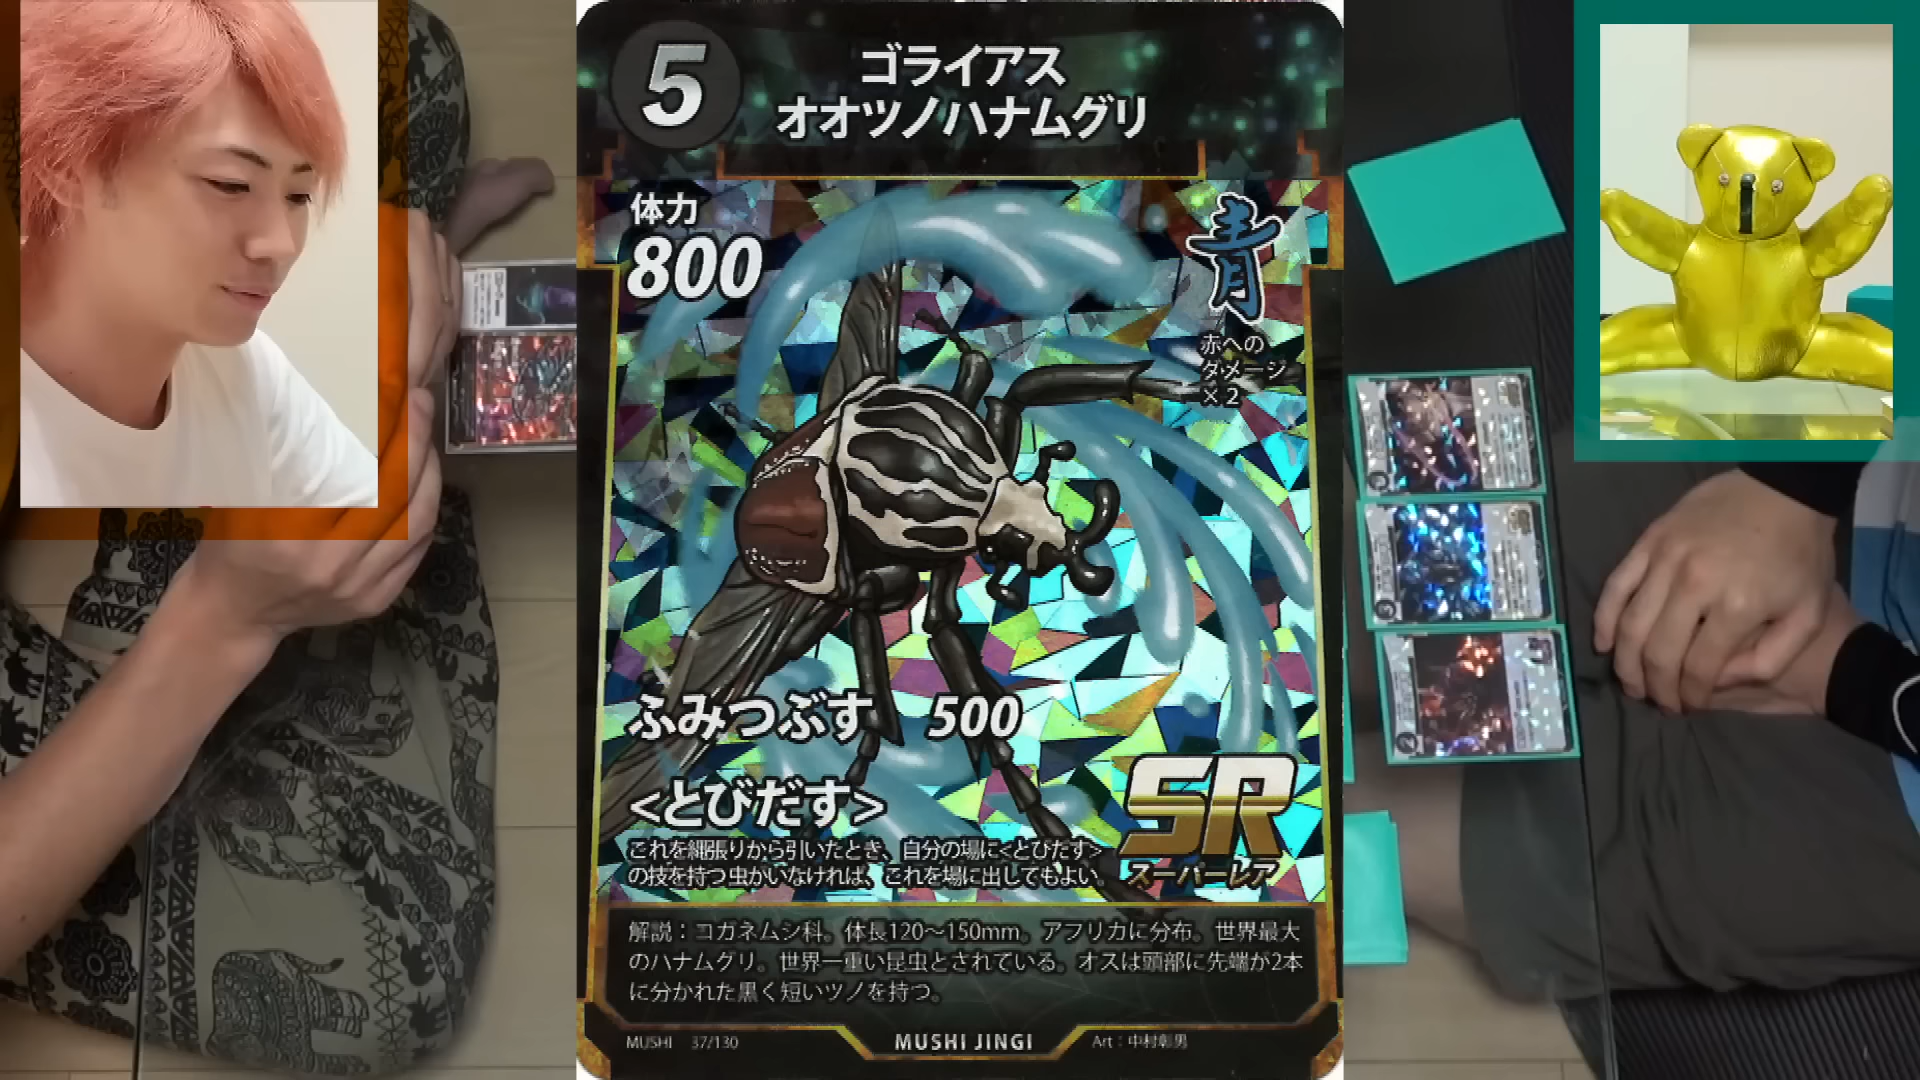 5
ゴライアス
オオツノハナムグリ
体力
800
青
赤への
ダメージ
×2
ふみつぶす 500
<とびだす>
これを縄張りから引いたとき、自分の場に<とびだす>
の技を持つ虫がいなければ、これを場に出してもよい。
SR
スーパーレア
解説：コガネムシ科。体長120～150mm。アフリカに分布。世界最大
のハナムグリ。世界一重い昆虫とされている。オスは頭部に先端が2本
に分かれた黒く短いツノを持つ。
MUSHI 37/130
MUSHI JINGI
Art：中村彰男
3
2